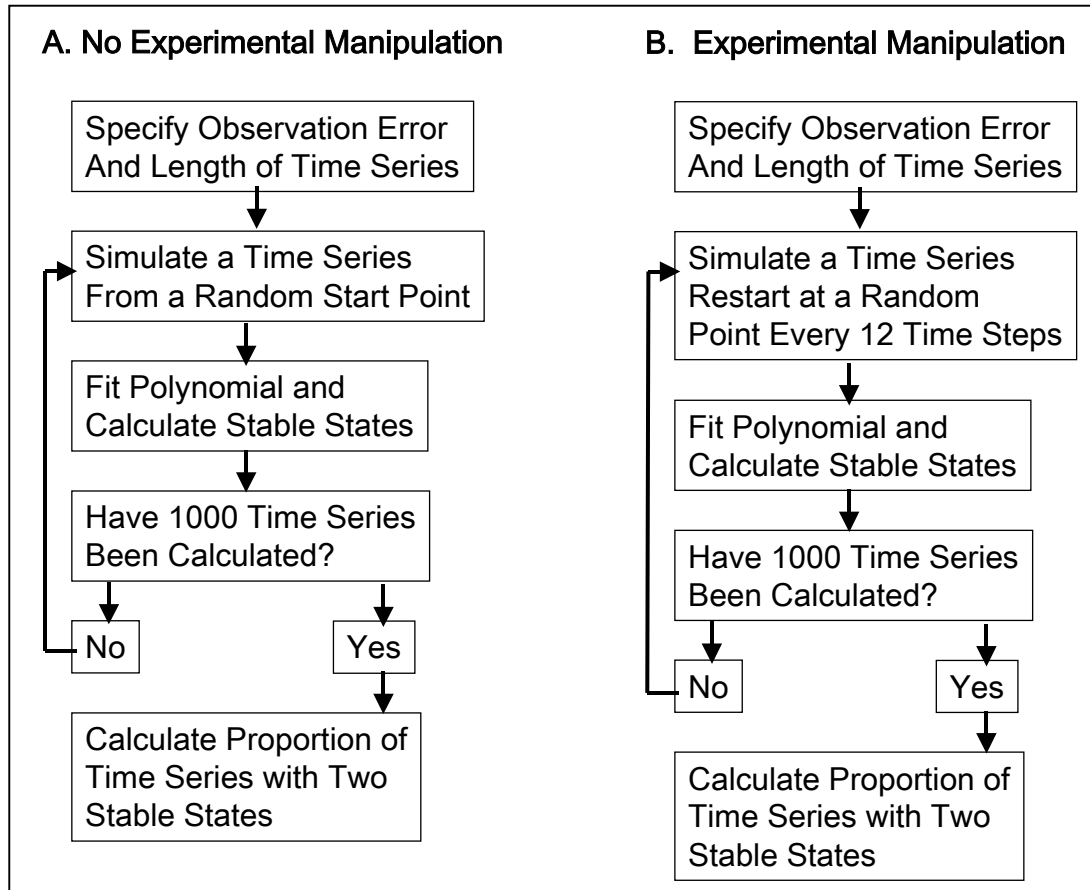 A. No Experimental Manipulation
Specify Observation Error
And Length of Time Series
Simulate a Time Series
From a Random Start Point
Fit Polynomial and
Calculate Stable States
Have 1000 Time Series
Been Calculated?
No
Yes
Calculate Proportion of
Time Series with Two
Stable States
B. Experimental Manipulation
Specify Observation Error
And Length of Time Series
Simulate a Time Series
Restart at a Random
Point Every 12 Time Steps
Fit Polynomial and
Calculate Stable States
Have 1000 Time Series
Been Calculated?
No
Yes
Calculate Proportion of
Time Series with Two
Stable States